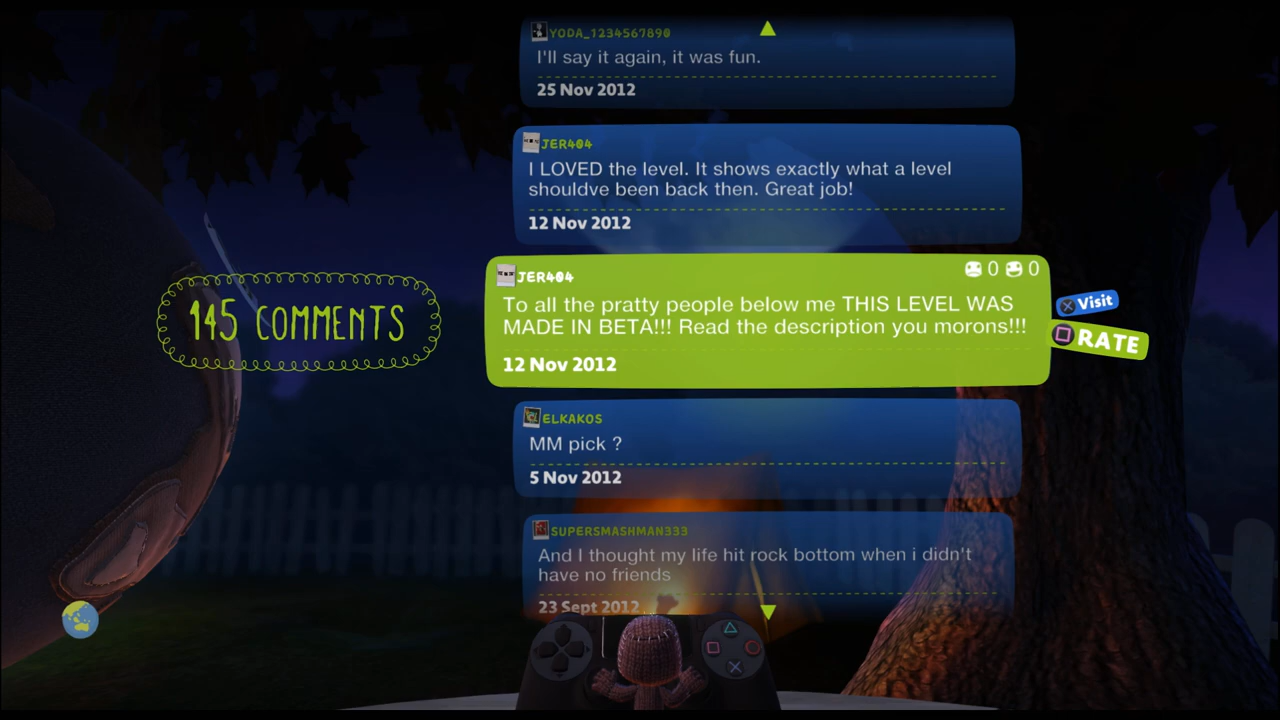 YODA_1234567890
I'll say it again, it was fun.
25 Nov 2012
JER404
I LOVED the level. It shows exactly what a level
shouldve been back then. Great job!
12 Nov 2012
145 COMMENTS
JER404
0 0
To all the pratty people below me THIS LEVEL WAS
MADE IN BETA!!! Read the description you morons!!!
12 Nov 2012
Visit
RATE
ELKAKOS
MM pick ?
5 Nov 2012
SUPERSMASHMAN333
And I thought my life hit rock bottom when i didn't
have no friends
23 Sept 2012